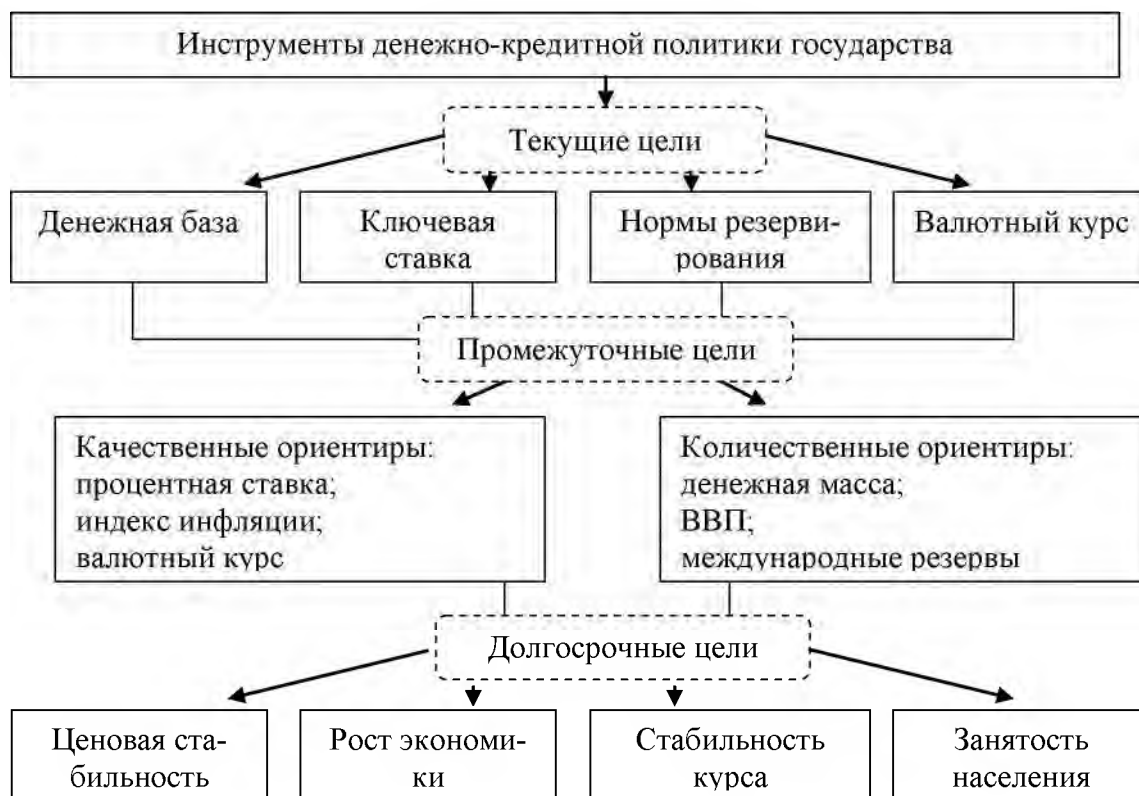 Инструменты денежно-кредитной политики государства
Текущие цели
Денежная база
Ключевая
ставка
Нормы резерви-
рования
Валютный курс
Промежуточные цели
Качественные ориентиры:
процентная ставка;
индекс инфляции;
валютный курс
Количественные ориентиры:
денежная масса;
ВВП;
международные резервы
Долгосрочные цели
Ценовая ста-
бильность
Рост экономи-
ки
Стабильность
курса
Занятость
населения